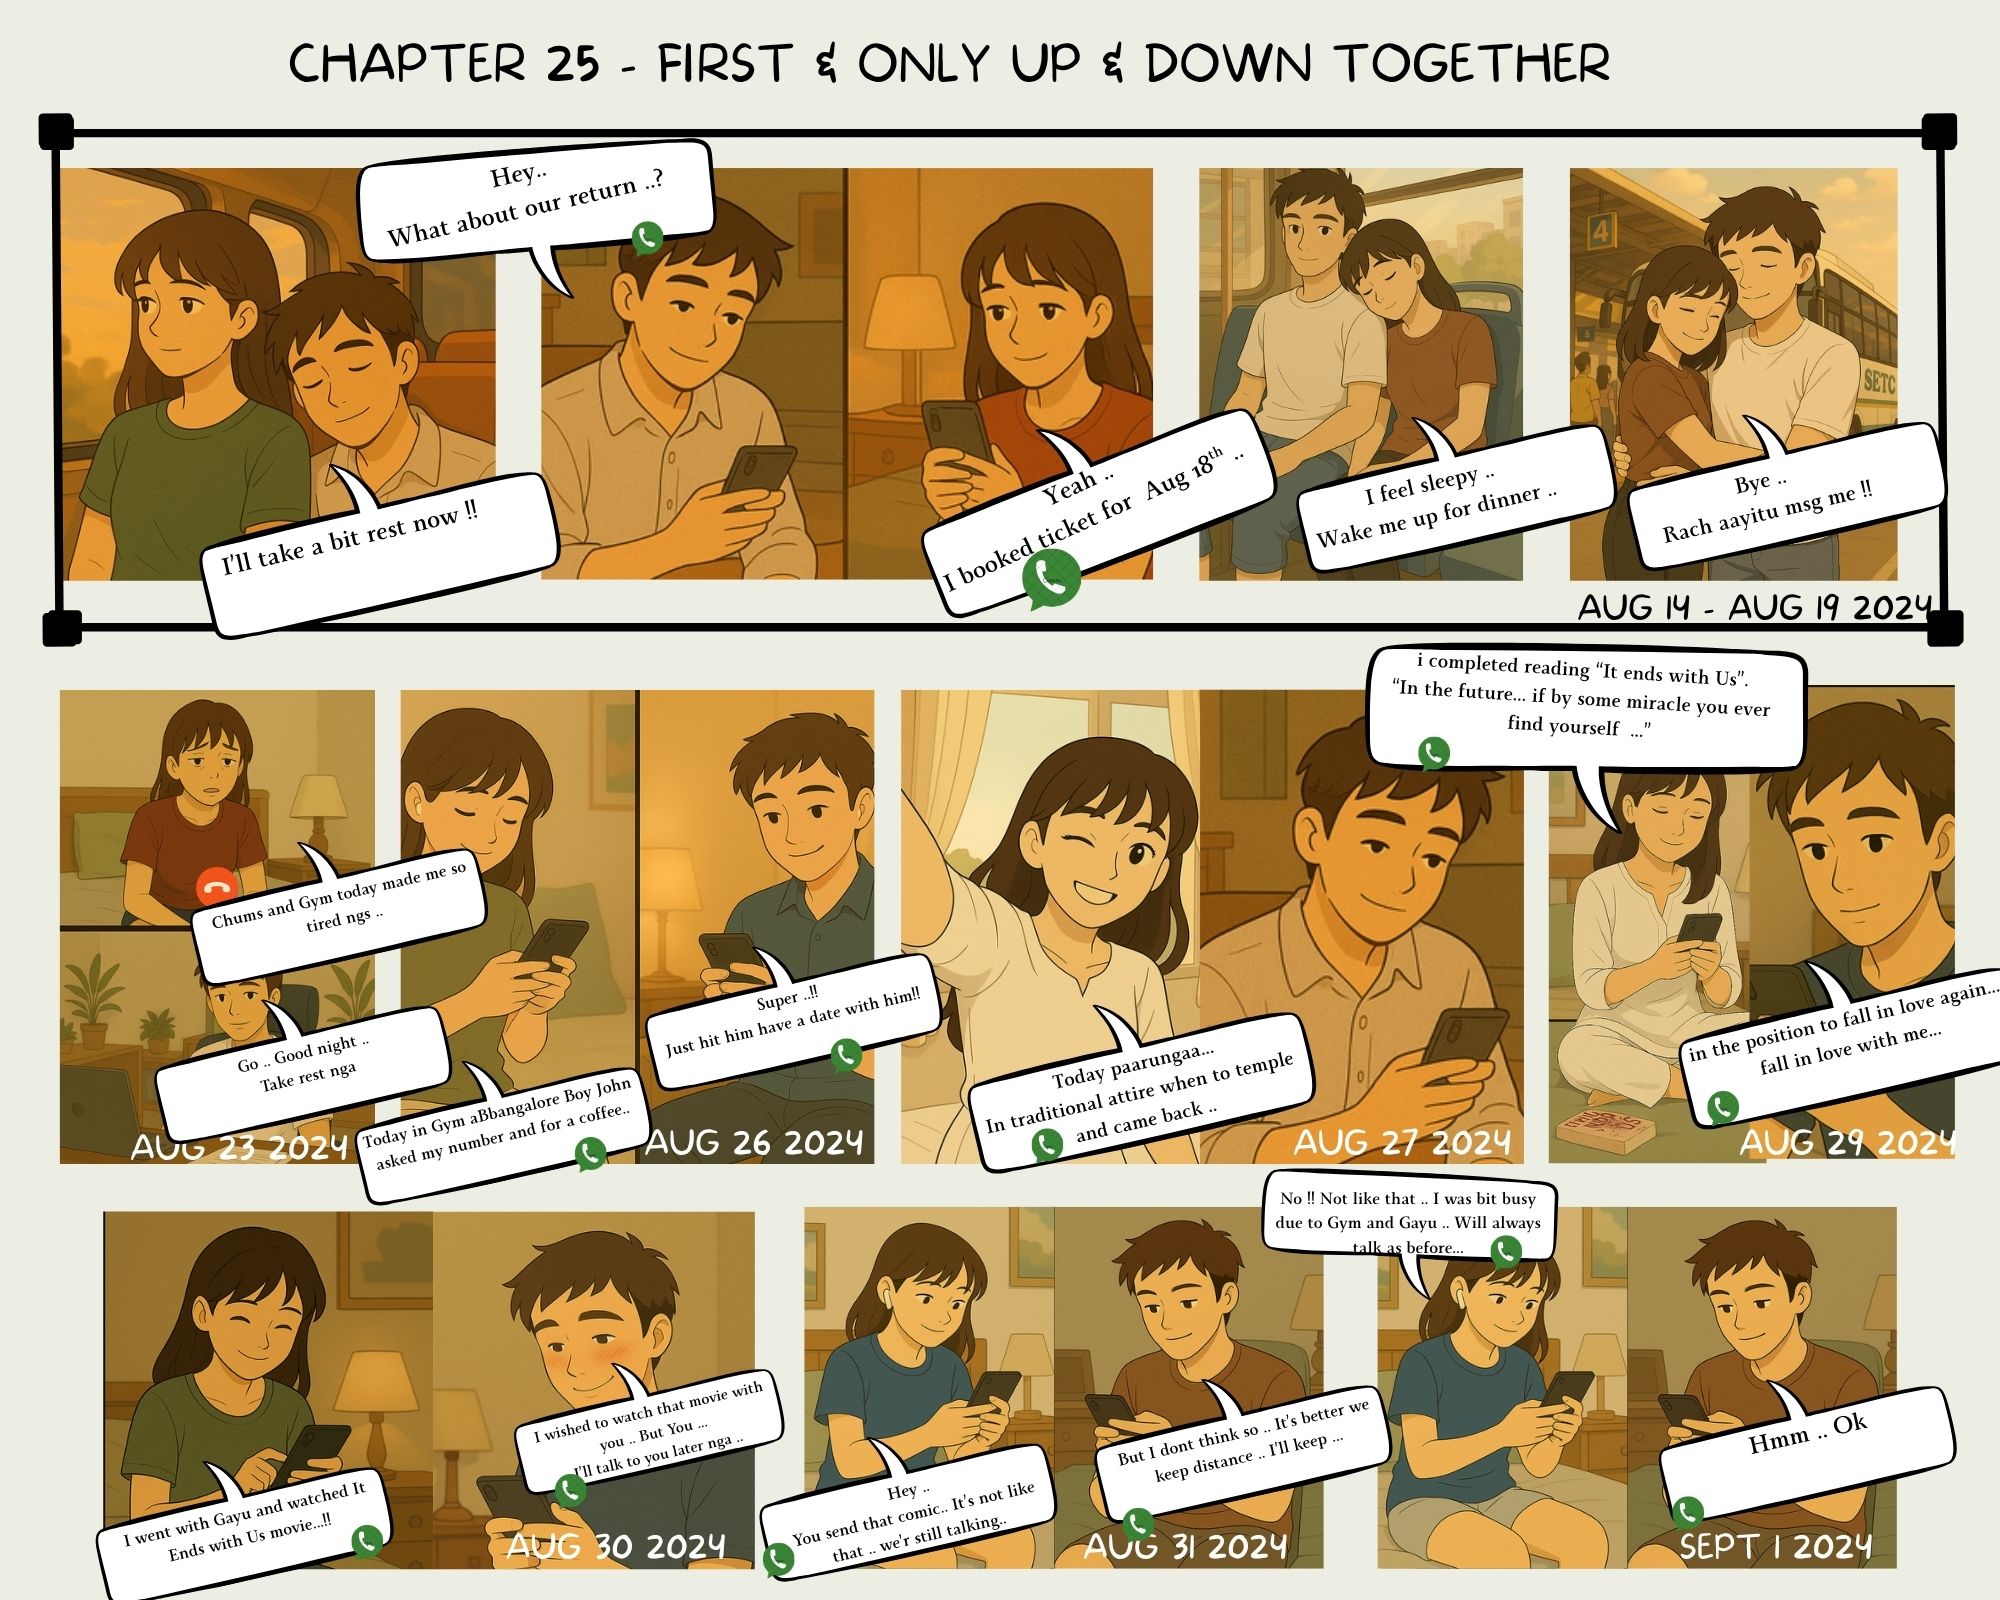 CHAPTER 25 - FIRST & ONLY UP & DOWN TOGETHER
I'll take a bit rest now !!
Hey..
What about our return ..?
Yeah ..
I booked ticket for Aug 18th ..
I feel sleepy ..
Wake me up for dinner ..
4
SETC
Bye ..
Rach aayitu msg me !!
AUG 14 - AUG 19 2024
Chums and Gym today made me so
tired ngs ..
Go .. Good night ..
Take rest nga
AUG 23 2024
Today in Gym aBbangalore Boy John
asked my number and for a coffee..
Super ..!!
Just hit him have a date with him!!
AUG 26 2024
Today paarungaa...
In traditional attire when to temple
and came back ..
AUG 27 2024
i completed reading “It ends with Us”.
“In the future... if by some miracle you ever
find yourself ...”
in the position to fall in love again...
fall in love with me...
AUG 29 2024
I went with Gayu and watched It
Ends with Us movie...!!
I wished to watch that movie with
you .. But You ...
I'll talk to you later nga ..
AUG 30 2024
Hey ..
You send that comic.. It's not like
that .. we'r still talking..
But I dont think so .. It's better we
keep distance .. I'll keep ...
AUG 31 2024
No !! Not like that .. I was bit busy
due to Gym and Gayu .. Will always
talk as before...
Hmm .. Ok
SEPT 1 2024